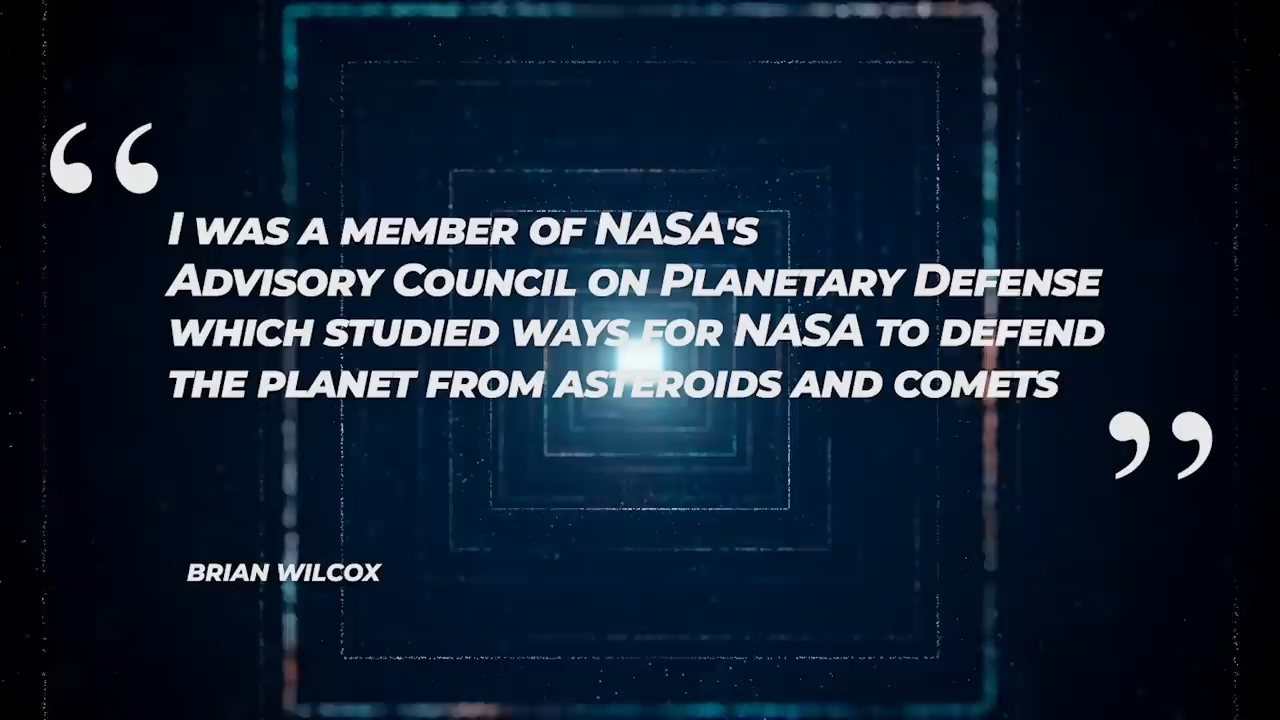 “
I WAS A MEMBER OF NASA'S
ADVISORY COUNCIL ON PLANETARY DEFENSE
WHICH STUDIED WAYS FOR NASA TO DEFEND
THE PLANET FROM ASTEROIDS AND COMETS
”
BRIAN WILCOX